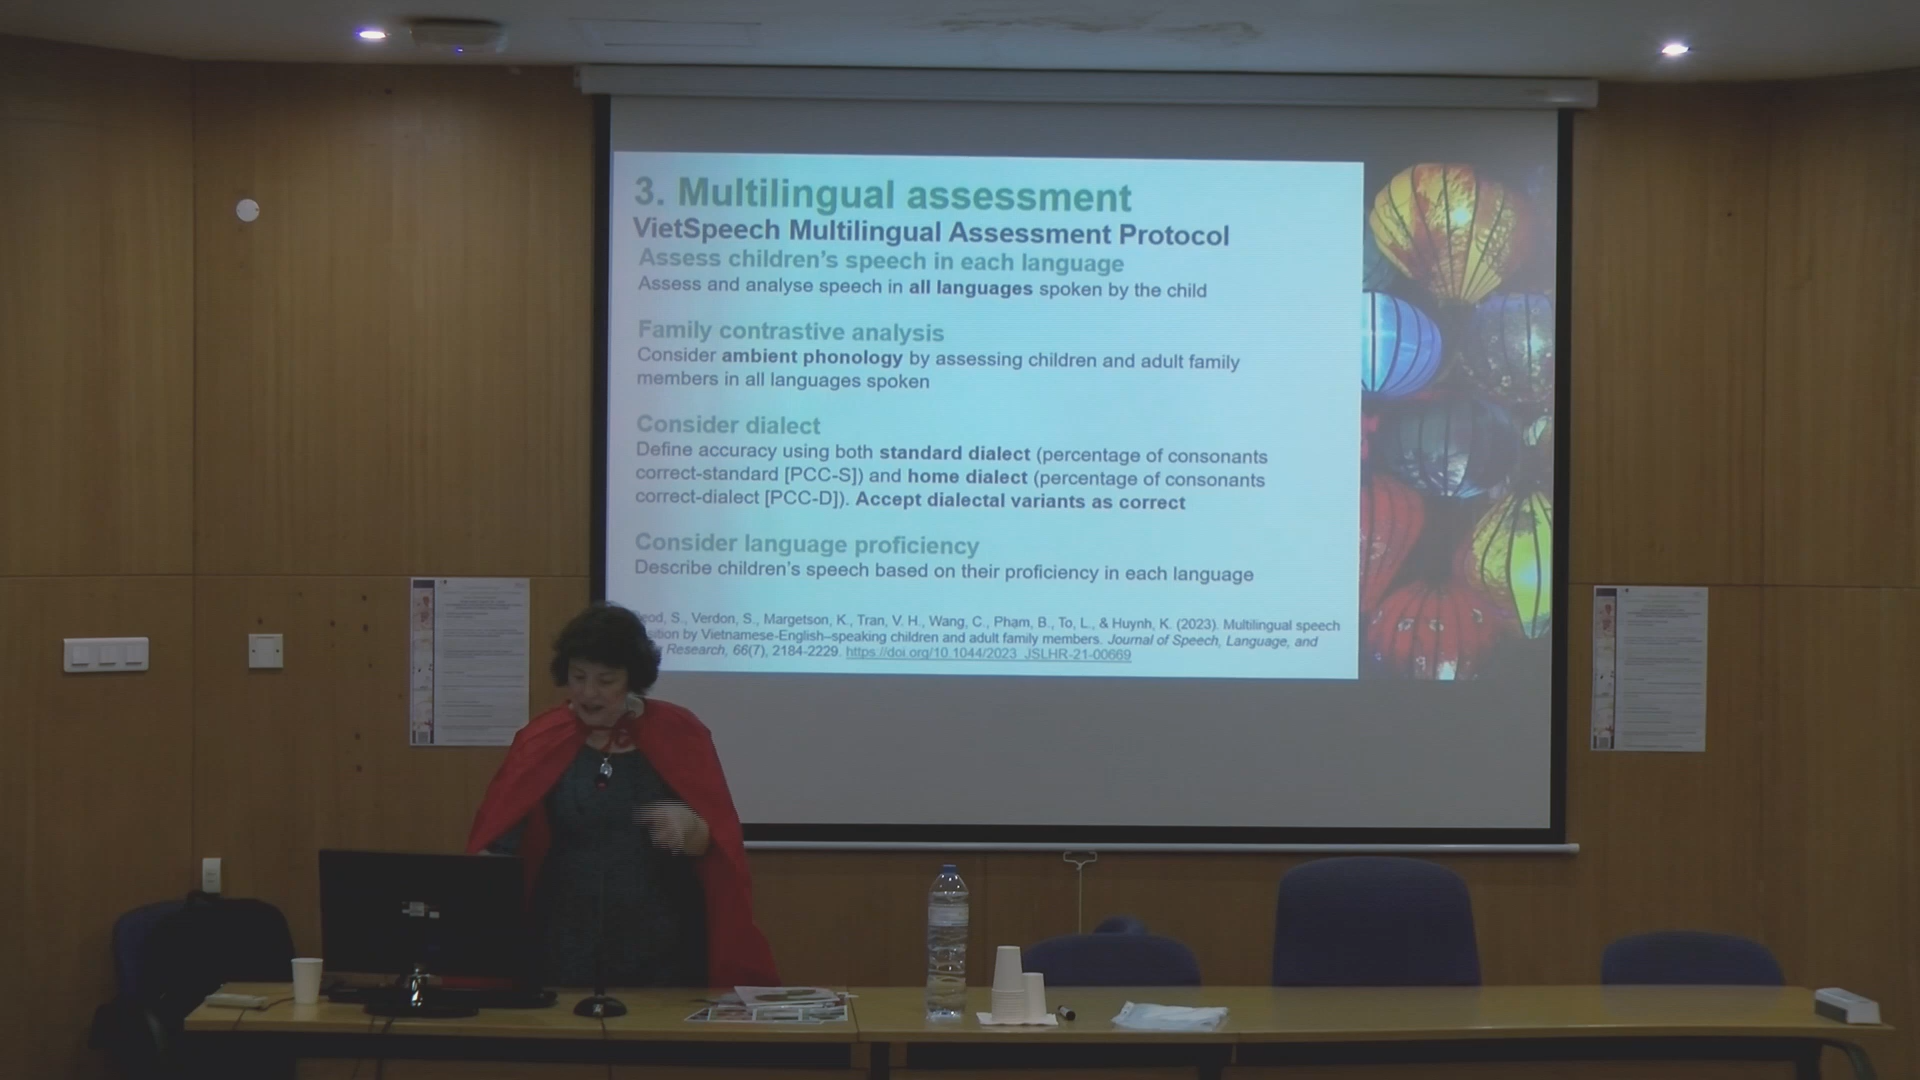 3. Multilingual assessment
VietSpeech Multilingual Assessment Protocol
Assess children's speech in each language
Assess and analyse speech in all languages spoken by the child
Family contrastive analysis
Consider ambient phonology by assessing children and adult family
members in all languages spoken
Consider dialect
Define accuracy using both standard dialect (percentage of consonants
correct-standard [PCC-S]) and home dialect (percentage of consonants
correct-dialect [PCC-D]). Accept dialectal variants as correct
Consider language proficiency
Describe children's speech based on their proficiency in each language
S., Verdon, S., Margetson, K., Tran, V. H., Wang, C., Phạm, B., To, L., & Huynh, K. (2023). Multilingual speech
by Vietnamese-English–speaking children and adult family members. Journal of Speech, Language, and
Research, 66(7), 2184-2229. https://doi.org/10.1044/2023_JSLHR-21-00669